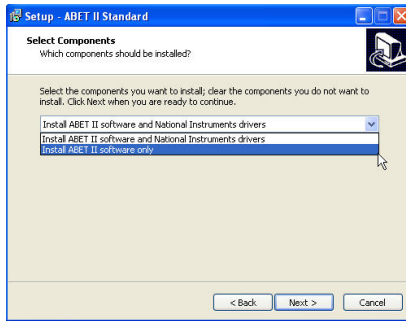 Setup - ABET II Standard
Select Components
Which components should be installed?
Select the components you want to install; clear the components you do not want to
install. Click Next when you are ready to continue.
Install ABET II software and National Instruments drivers
Install ABET II software and National Instruments drivers
Install ABET II software only
< Back
Next >
Cancel